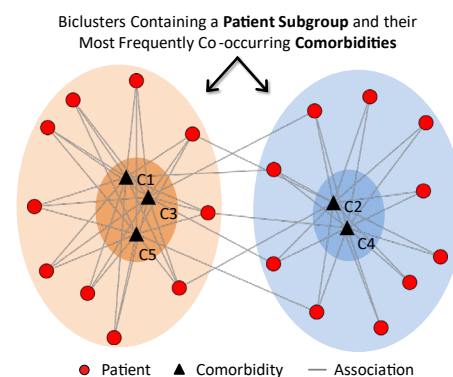 Biclusters Containing a Patient Subgroup and their
Most Frequently Co-occurring Comorbidities
C1
C3
C2
C4
C5
Patient Comorbidity Association